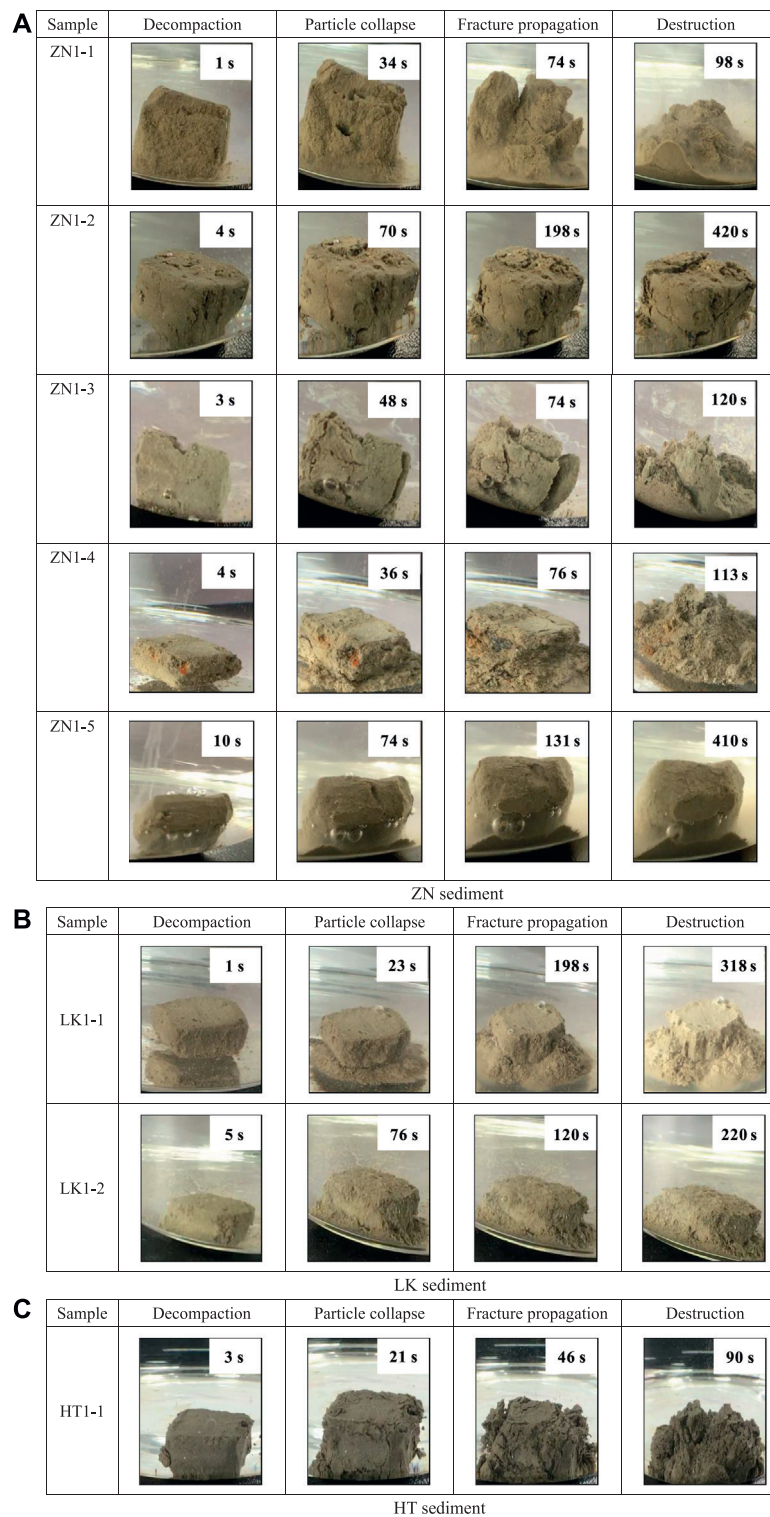 A
Sample Decompaction Particle collapse Fracture propagation Destruction
ZN1-1 1 s 34 s 74 s 98 s
ZN1-2 4 s 70 s 198 s 420 s
ZN1-3 3 s 48 s 74 s 120 s
ZN1-4 4 s 36 s 76 s 113 s
ZN1-5 10 s 74 s 131 s 410 s
ZN sediment
B
Sample Decompaction Particle collapse Fracture propagation Destruction
LK1-1 1 s 23 s 198 s 318 s
LK1-2 5 s 76 s 120 s 220 s
LK sediment
C
Sample Decompaction Particle collapse Fracture propagation Destruction
HT1-1 3 s 21 s 46 s 90 s
HT sediment